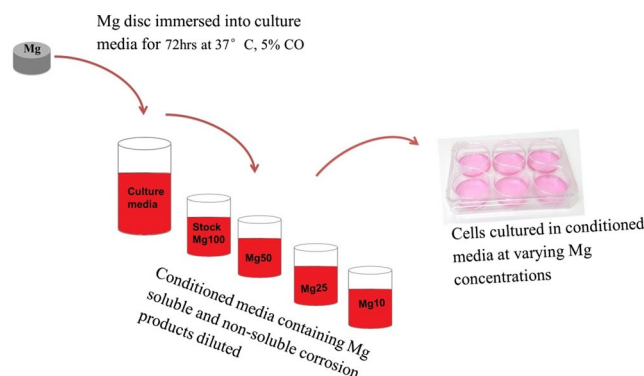 Mg disc immersed into culture
media for 72hrs at 37° C, 5% CO
Mg
Culture
media
Stock
Mg100
Mg50
Mg25
Mg10
Conditioned media containing Mg
soluble and non-soluble corrosion
products diluted
Cells cultured in conditioned
media at varying Mg
concentrations